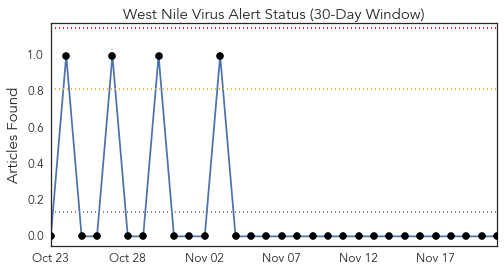 West Nile Virus Alert Status (30-Day Window)
Articles Found
1.0
0.8
0.6
0.4
0.2
0.0
Oct 23 Oct 28 Nov 02 Nov 07 Nov 12 Nov 17